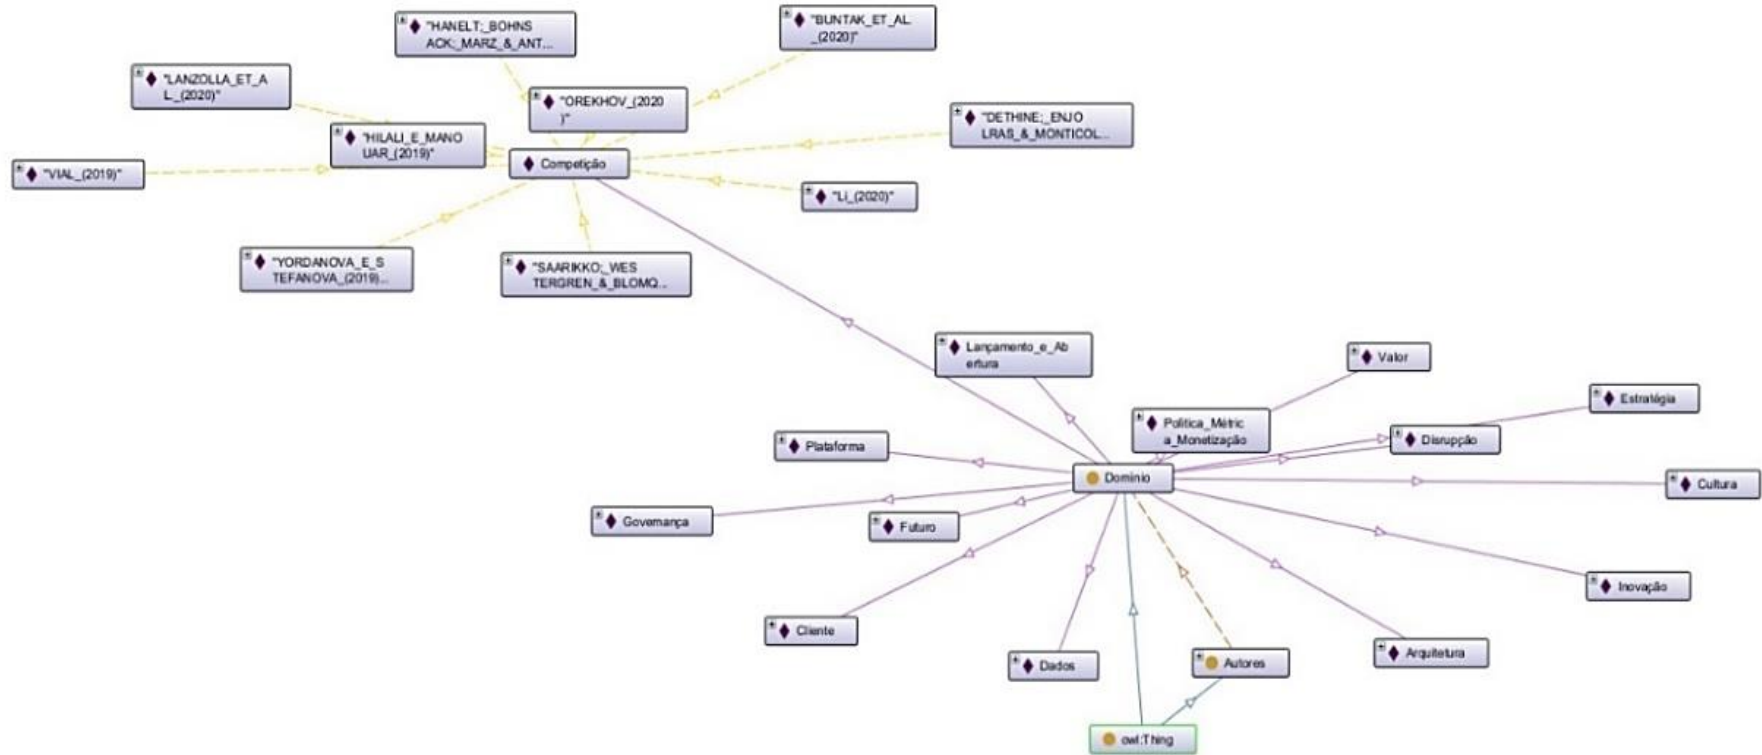 "HANELT;_BOHNS
ACK;_MARZ_&_ANT...
"BUNTAK_ET_AL.
_(2020)"
"LANZOLLA_ET_A
L._(2020)"
"OREKHOV_(2020
)"
"DETHINE;_ENJO
LRAS_&_MONTICOL...
"HILALI_E_MANO
UAR_(2019)"
Competição
"VIAL_(2019)"
"Li_(2020)"
"YORDANOVA_E_S
TEFANOVA_(2019)...
"SAARIKKO;_WES
TERGREN_&_BLOMQ...
Lançamento_e_Ab
ertura
Valor
Estratégia
Política_Métric
a_Monetização
Disrupção
Plataforma
Domínio
Cultura
Governança
Futuro
Inovação
Cliente
Dados
Autores
Arquitetura
owl:Thing